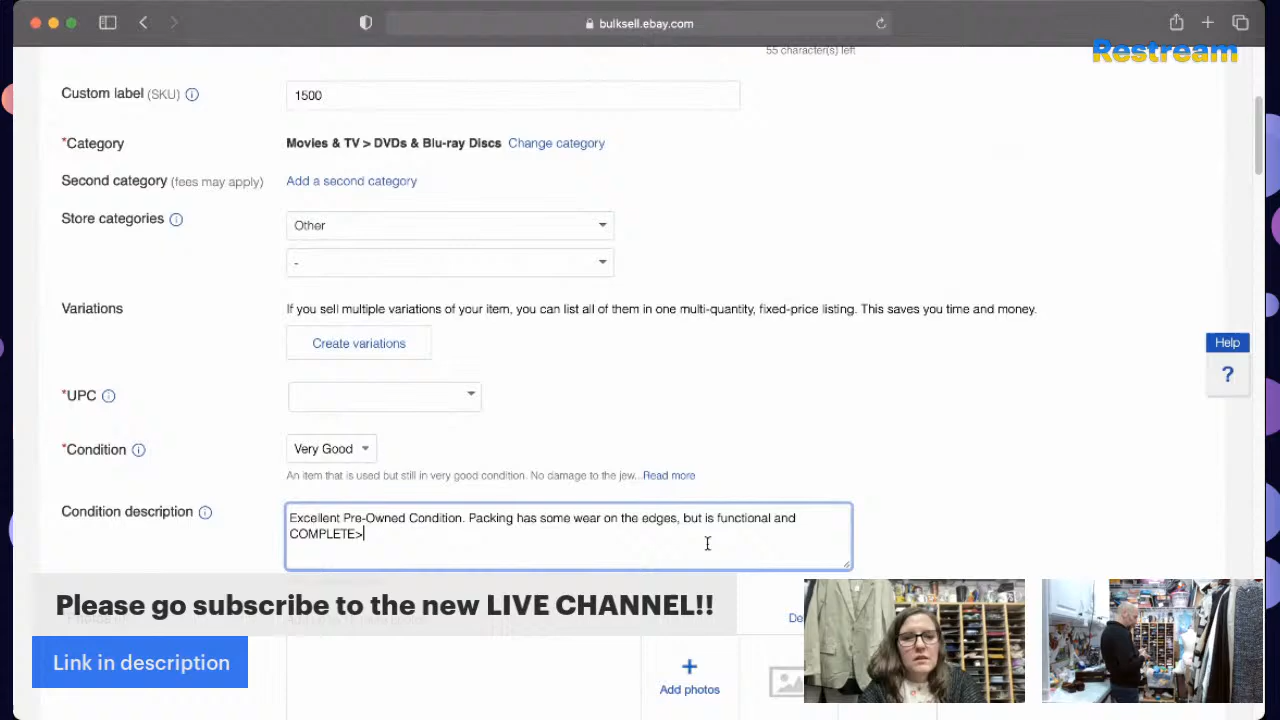 bulksell.ebay.com
55 character(s) left
Restream
Custom label (SKU)
1500
*Category
Movies & TV > DVDs & Blu-ray Discs Change category
Second category (fees may apply)
Add a second category
Store categories
Other
-
Variations
If you sell multiple variations of your item, you can list all of them in one multi-quantity, fixed-price listing. This saves you time and money.
Create variations
Help
?
*UPC
*Condition
Very Good
An item that is used but still in very good condition. No damage to the jew... Read more
Condition description
Excellent Pre-Owned Condition. Packing has some wear on the edges, but is functional and
COMPLETE>
Please go subscribe to the new LIVE CHANNEL!!
Link in description
+
Add photos